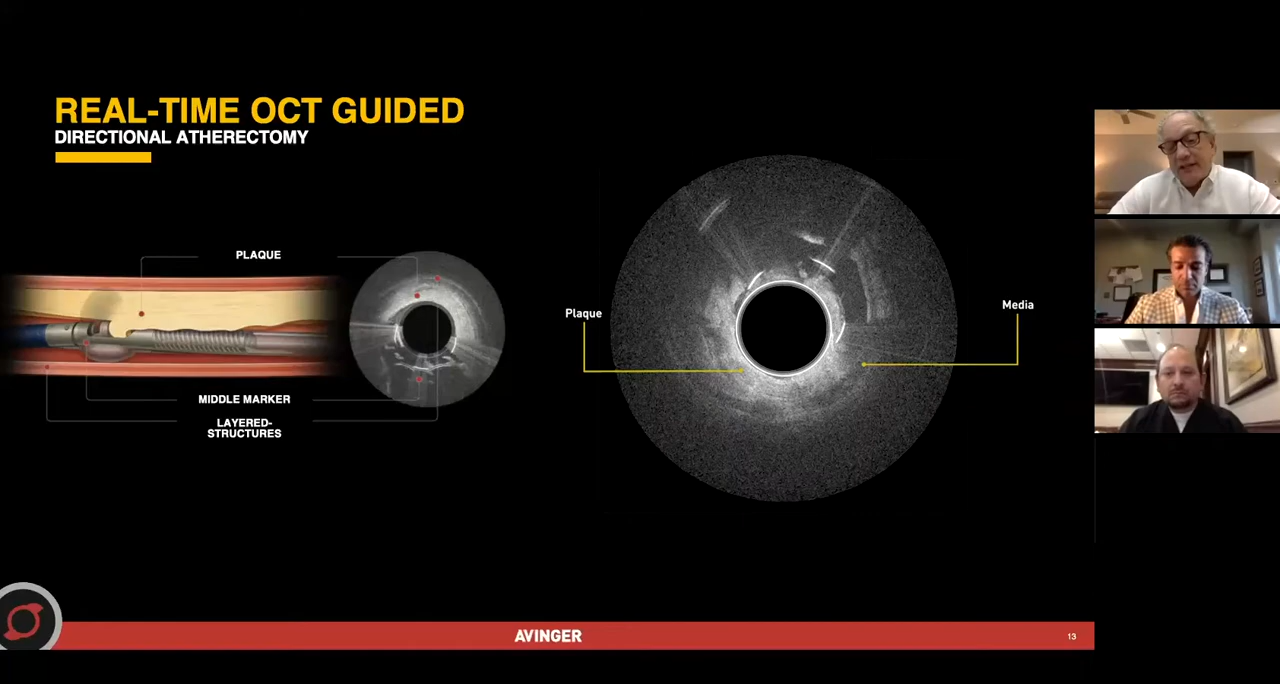 REAL-TIME OCT GUIDED
DIRECTIONAL ATHERECTOMY
PLAQUE
MIDDLE MARKER
LAYERED-
STRUCTURES
Plaque
Media
AVINGER
13